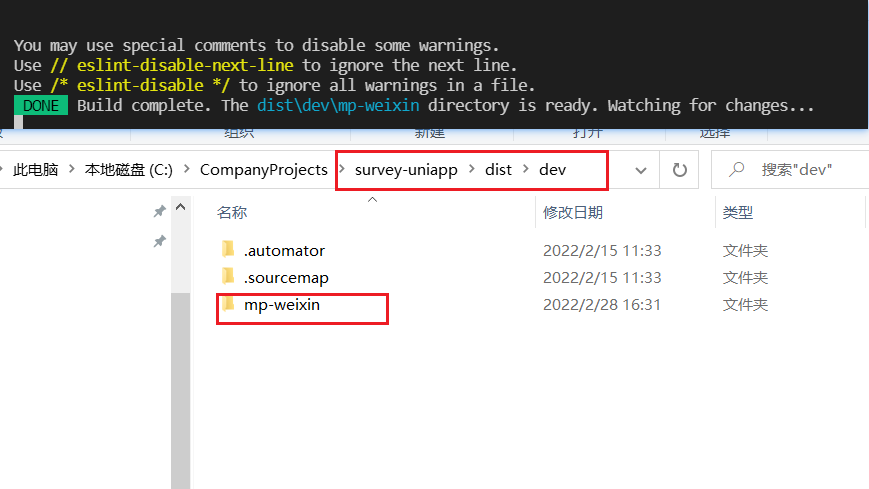 You may use special comments to disable some warnings.
Use // eslint-disable-next-line to ignore the next line.
Use /* eslint-disable */ to ignore all warnings in a file.
DONE Build complete. The dist\dev\mp-weixin directory is ready. Watching for changes...
组织 新建 打开 选择
此电脑 › 本地磁盘 (C:) › CompanyProjects › survey-uniapp › dist › dev 搜索"dev"
名称 修改日期 类型
.automator 2022/2/15 11:33 文件夹
.sourcemap 2022/2/15 11:33 文件夹
mp-weixin 2022/2/28 16:31 文件夹